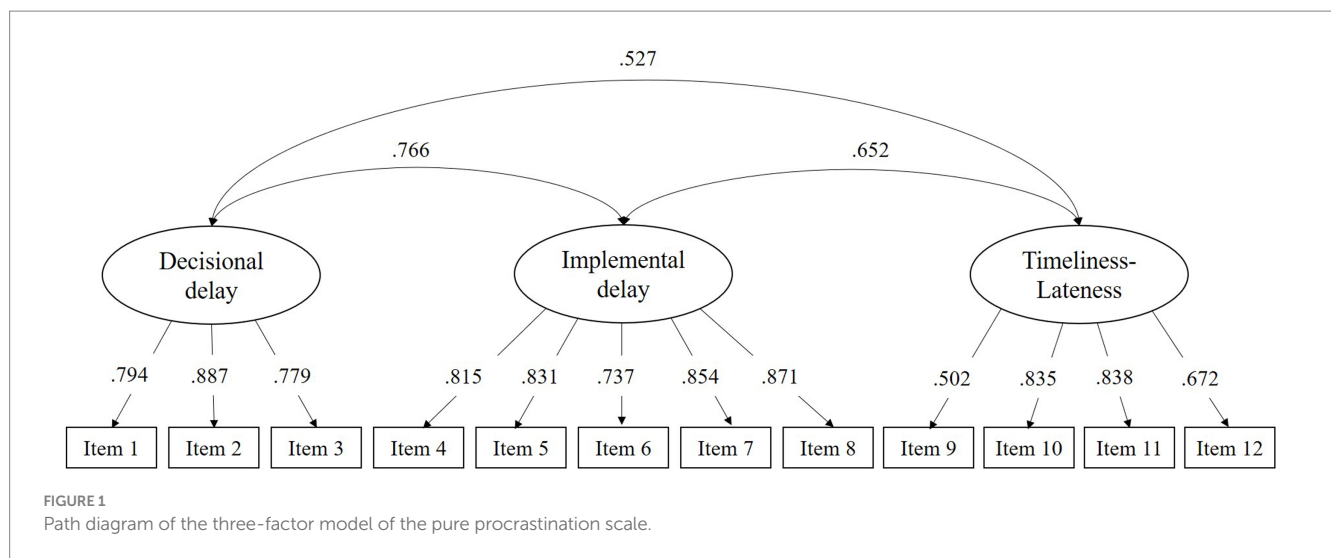 .527
.766
.652
Decisional
delay
Implemental
delay
Timeliness-
Lateness
.794
.887
.779
.815
.831
.737
.854
.871
.502
.835
.838
.672
Item 1
Item 2
Item 3
Item 4
Item 5
Item 6
Item 7
Item 8
Item 9
Item 10
Item 11
Item 12
FIGURE 1
Path diagram of the three-factor model of the pure procrastination scale.